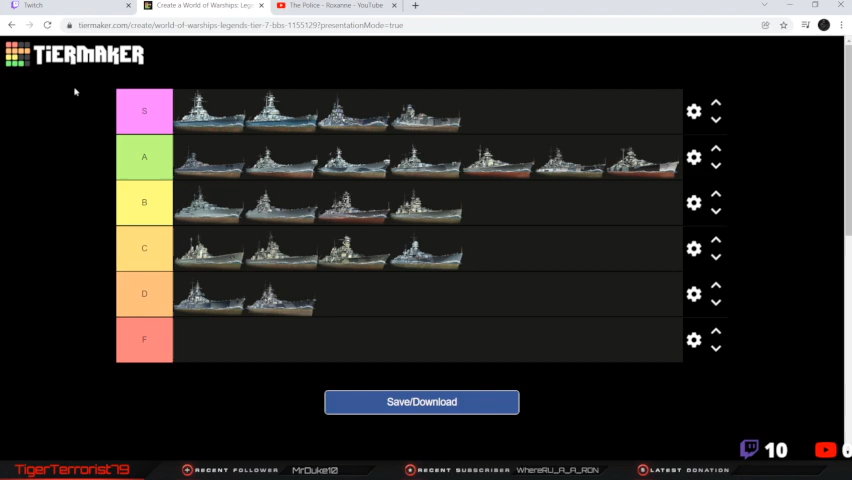 Twitch
Create a World of Warships: Leg
The Police - Roxanne - YouTube
tiermaker.com/create/world-of-warships-legends-tier-7-bbs-1155129?presentationMode=true
TiERMAKER
S
A
B
C
D
F
Save/Download
10
TigerTerrorist79
RECENT FOLLOWER
MrDuke10
RECENT SUBSCRIBER
WhereRU_A_A_RON
LATEST DONATION